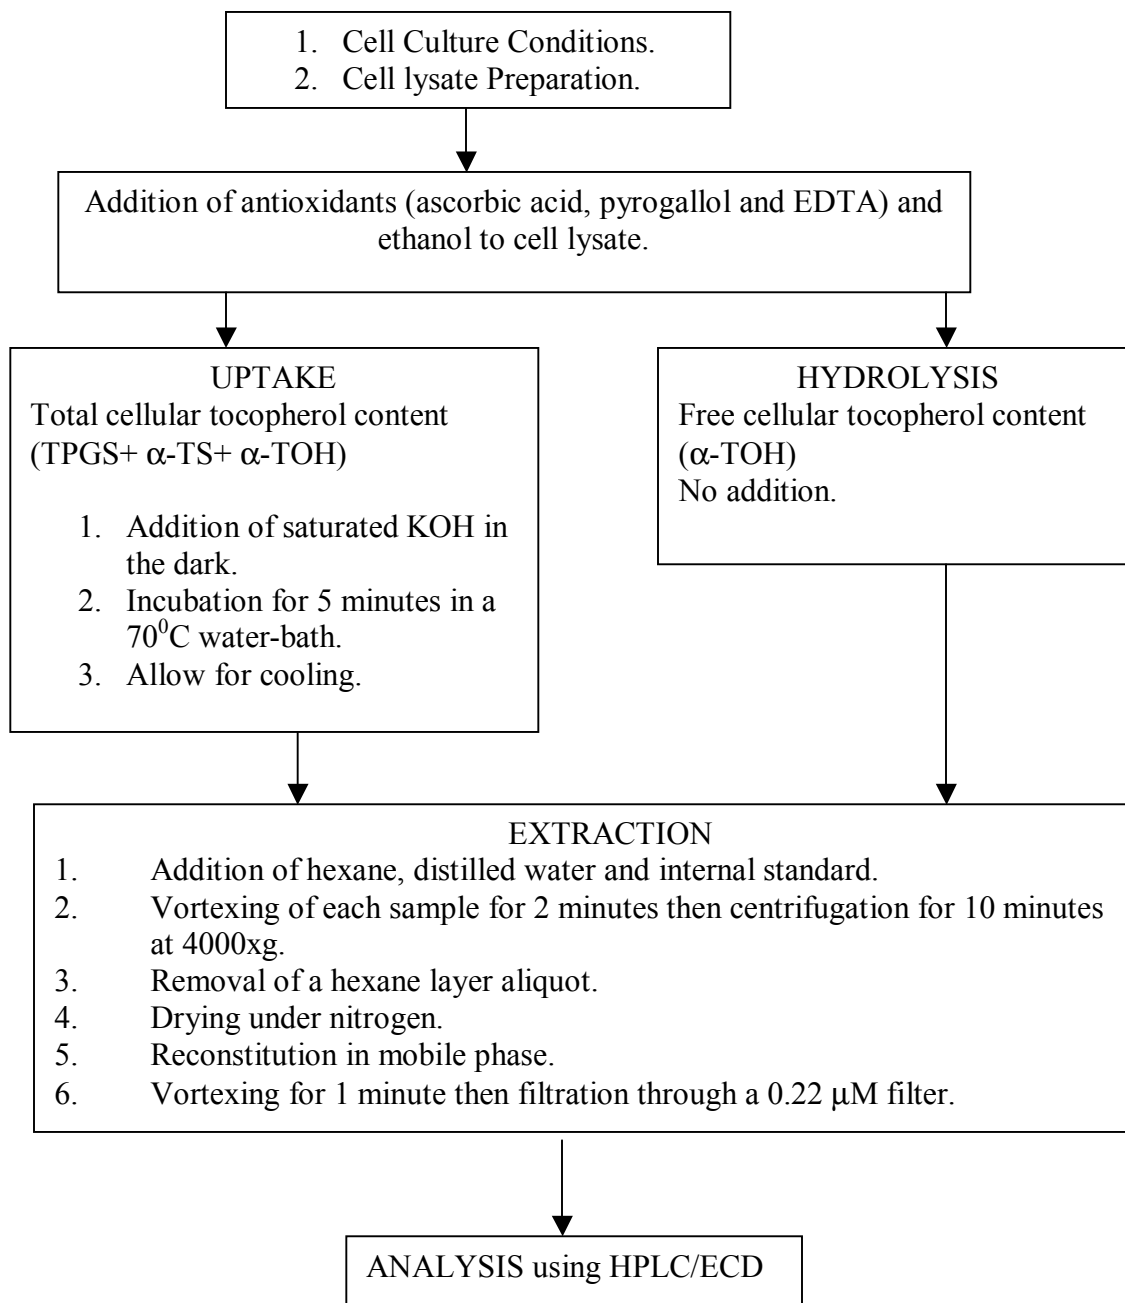 1. Cell Culture Conditions.
2. Cell lysate Preparation.
Addition of antioxidants (ascorbic acid, pyrogallol and EDTA) and
ethanol to cell lysate.
UPTAKE
Total cellular tocopherol content
(TPGS+ α-TS+ α-TOH)
1. Addition of saturated KOH in
the dark.
2. Incubation for 5 minutes in a
70⁰C water-bath.
3. Allow for cooling.
HYDROLYSIS
Free cellular tocopherol content
(α-TOH)
No addition.
EXTRACTION
1. Addition of hexane, distilled water and internal standard.
2. Vortexing of each sample for 2 minutes then centrifugation for 10 minutes
at 4000xg.
3. Removal of a hexane layer aliquot.
4. Drying under nitrogen.
5. Reconstitution in mobile phase.
6. Vortexing for 1 minute then filtration through a 0.22 μM filter.
ANALYSIS using HPLC/ECD